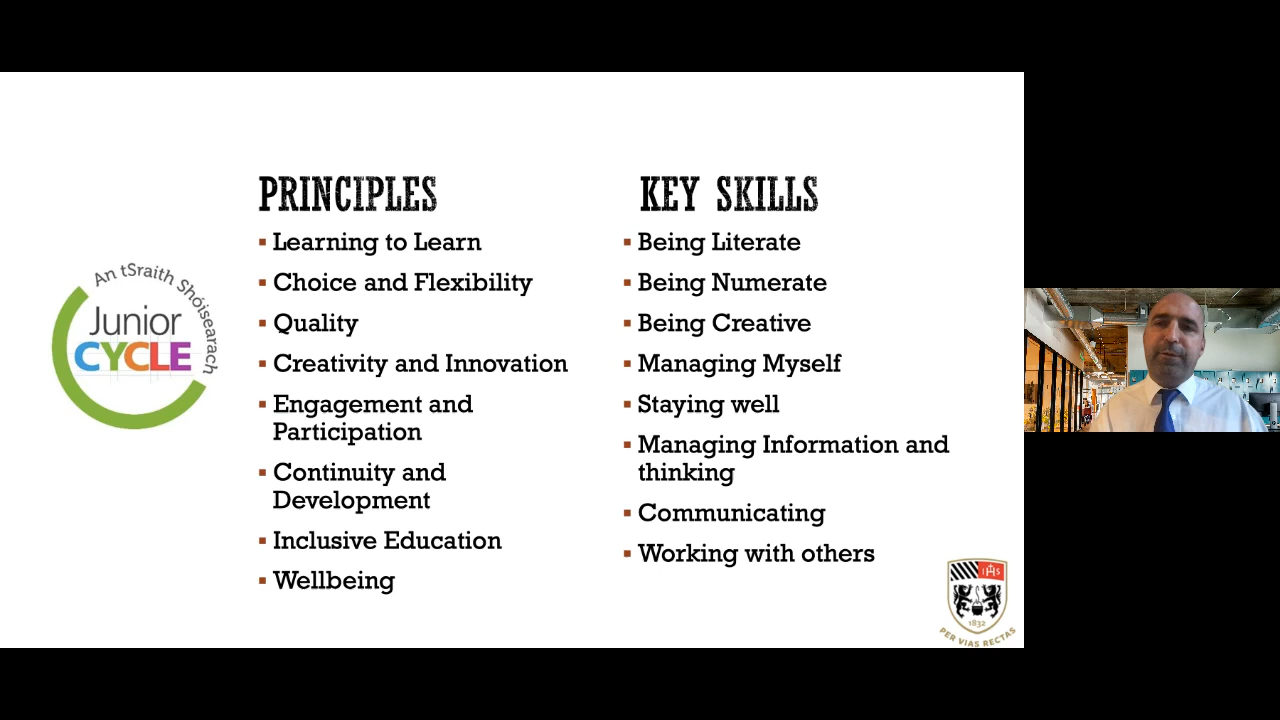 An tSraith Shóisearach
Junior
CYCLE
PRINCIPLES
Learning to Learn
Choice and Flexibility
Quality
Creativity and Innovation
Engagement and
Participation
Continuity and
Development
Inclusive Education
Wellbeing
KEY SKILLS
Being Literate
Being Numerate
Being Creative
Managing Myself
Staying well
Managing Information and
thinking
Communicating
Working with others
IHS
1832
PER VIAS RECTAS